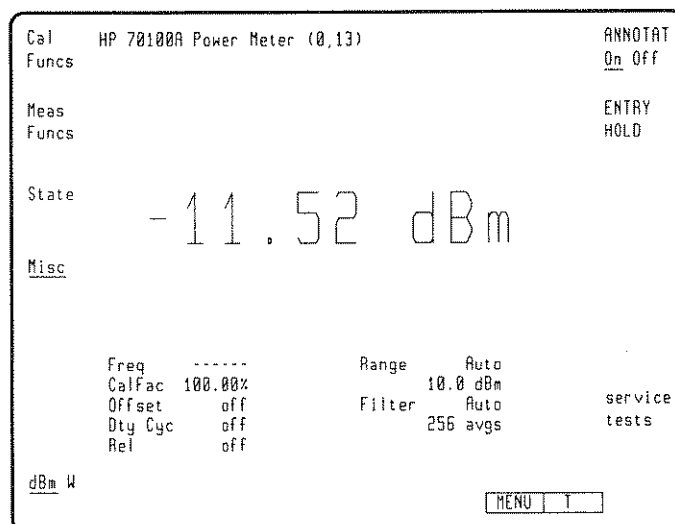 Cal
Funcs
HP 70100A Power Meter (0,13)
ANNOTAT
On Off
Meas
Funcs
ENTRY
HOLD
State
-11.52 dBm
Misc
Freq ------
CalFac 100.00%
Offset off
Dty Cyc off
Rel off
Range Auto
10.0 dBm
Filter Auto
256 avgs
service
tests
dBm W
MENU T